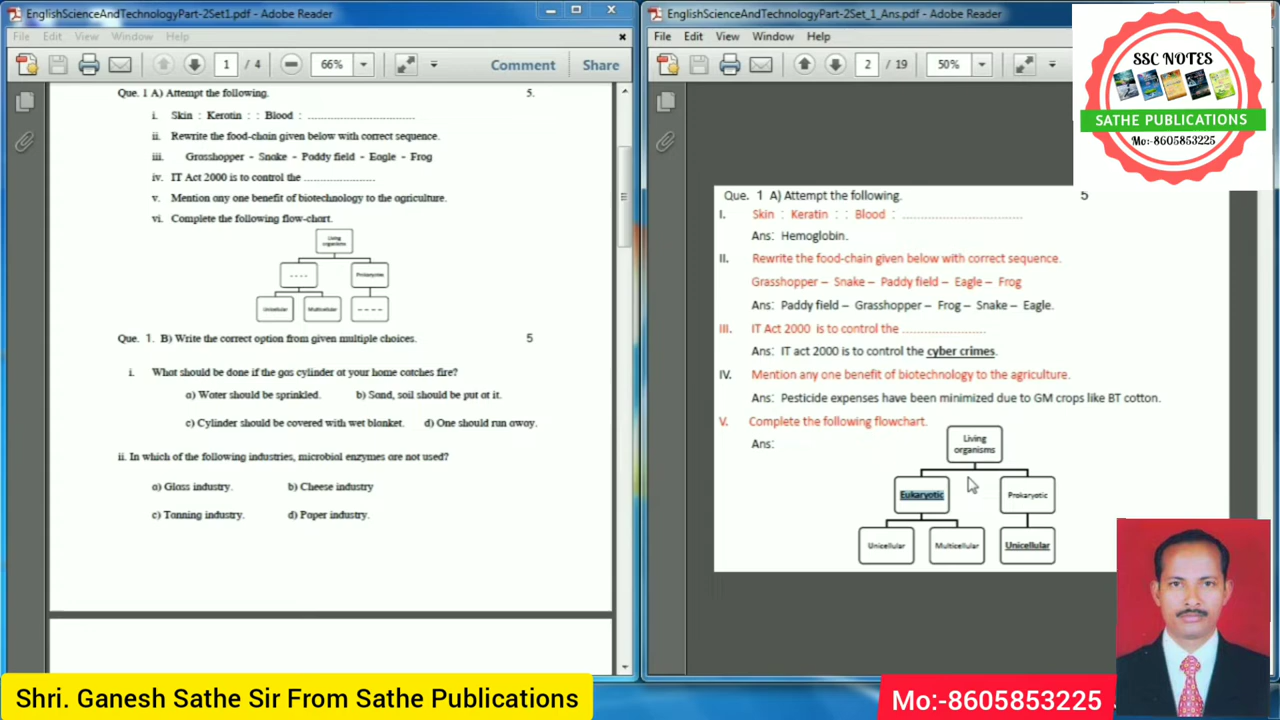 EnglishScienceAndTechnologyPart-2Set1.pdf - Adobe Reader
File Edit View Window Help
1 / 4 66% Comment Share
Que. 1 A) Attempt the following. 5.
i. Skin : Kerotin : : Blood : ................................
ii. Rewrite the food-chain given below with correct sequence.
iii. Grasshopper - Snake - Paddy field - Eagle - Frog
iv. IT Act 2000 is to control the .....................
v. Mention any one benefit of biotechnology to the agriculture.
vi. Complete the following flow-chart.
Living organisms
- - - - Prokaryotes
Unicellular Multicellular - - - -
Que. 1. B) Write the correct option from given multiple choices. 5
i. What should be done if the gas cylinder at your home catches fire?
a) Water should be sprinkled. b) Sand, soil should be put at it.
c) Cylinder should be covered with wet blanket. d) One should run away.
ii. In which of the following industries, microbial enzymes are not used?
a) Glass industry. b) Cheese industry
c) Tanning industry. d) Paper industry.
EnglishScienceAndTechnologyPart-2Set_1_Ans.pdf - Adobe Reader
File Edit View Window Help
2 / 19 50%
Que. 1 A) Attempt the following. 5
I. Skin : Keratin : : Blood : ................................
Ans: Hemoglobin.
II. Rewrite the food-chain given below with correct sequence.
Grasshopper – Snake – Paddy field – Eagle – Frog
Ans: Paddy field – Grasshopper – Frog – Snake – Eagle.
III. IT Act 2000 is to control the .....................
Ans: IT act 2000 is to control the cyber crimes.
IV. Mention any one benefit of biotechnology to the agriculture.
Ans: Pesticide expenses have been minimized due to GM crops like BT cotton.
V. Complete the following flowchart.
Ans:
Living organisms
Eukaryotic Prokaryotic
Unicellular Multicellular Unicellular
SSC NOTES
SATHE PUBLICATIONS
Mo:-8605853225
Shri. Ganesh Sathe Sir From Sathe Publications
Mo:-8605853225